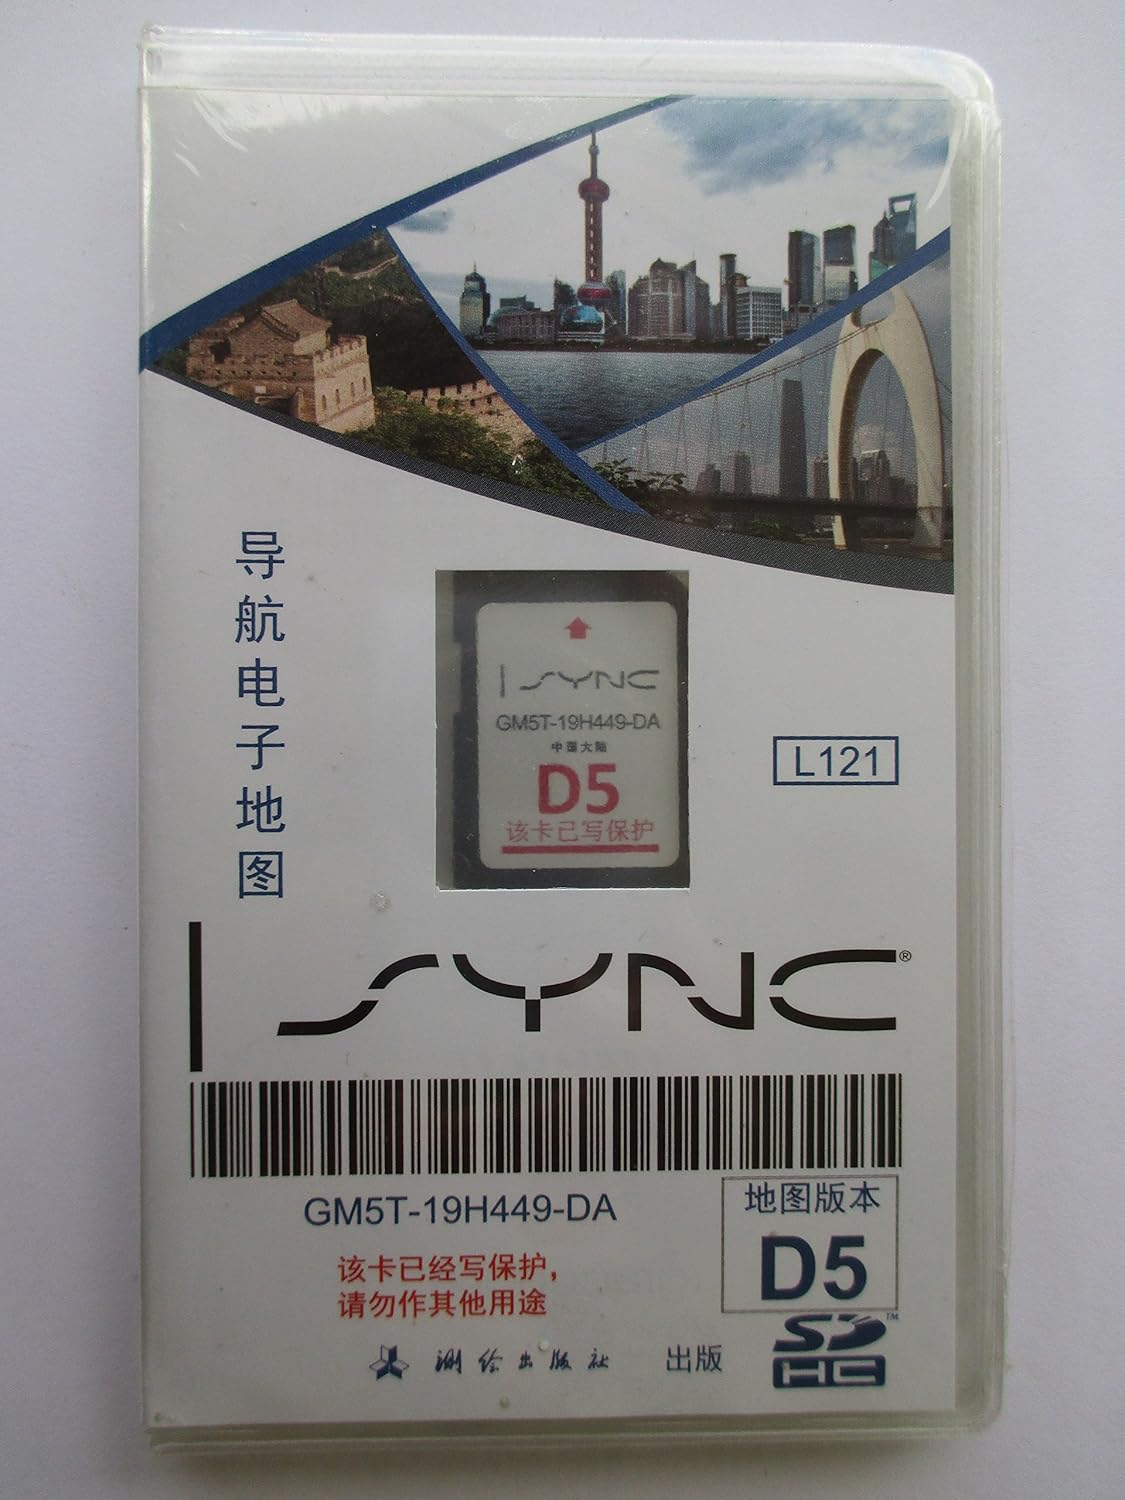 导航电子地图
SYNC
GM5T-19H449-DA
中国大陆
D5
该卡已写保护
L121
SYNC®
GM5T-19H449-DA
地图版本
D5
该卡已经写保护，
请勿作其他用途
测绘出版社 出版
SD HC™